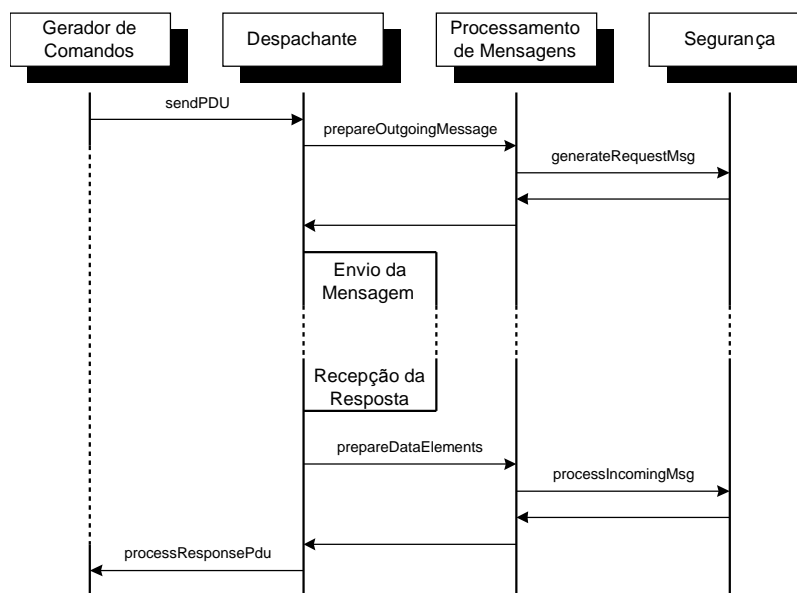 Gerador de
Comandos
Despachante
Processamento
de Mensagens
Segurança
sendPDU
prepareOutgoingMessage
generateRequestMsg
Envio da
Mensagem
Recepção da
Resposta
prepareDataElements
processIncomingMsg
processResponsePdu